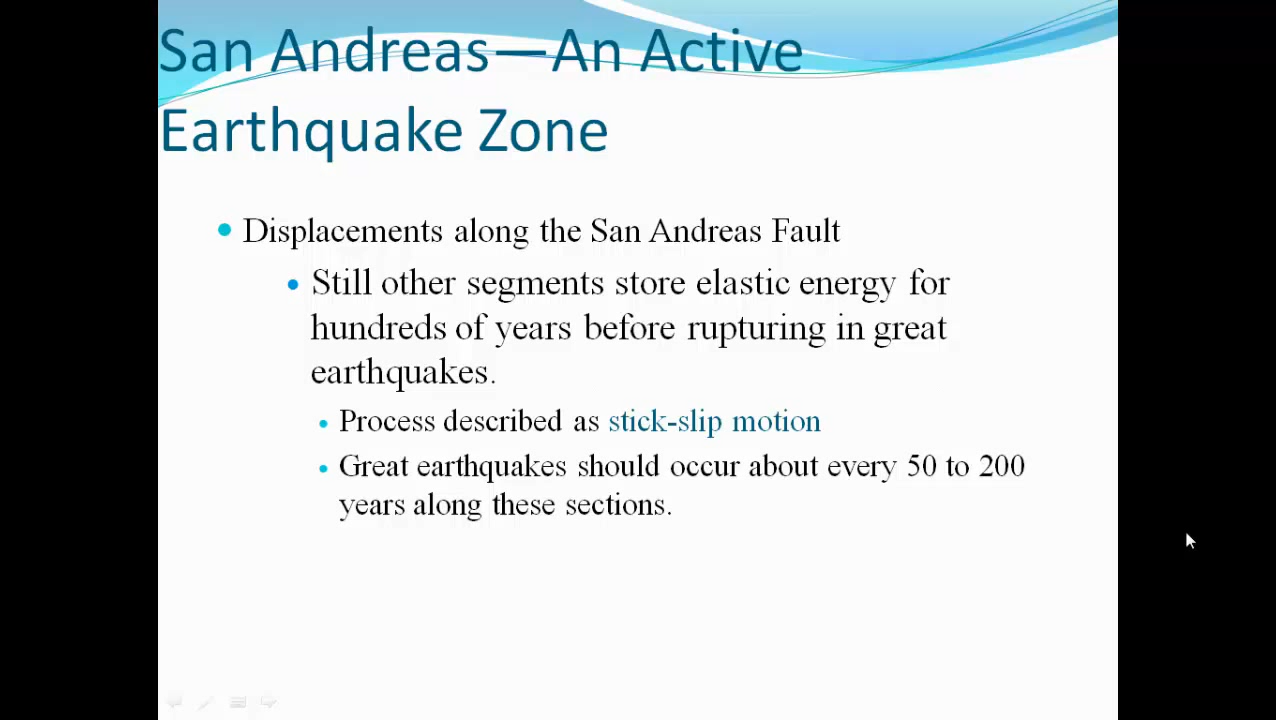 San Andreas—An Active
Earthquake Zone
Displacements along the San Andreas Fault
Still other segments store elastic energy for
hundreds of years before rupturing in great
earthquakes.
Process described as stick-slip motion
Great earthquakes should occur about every 50 to 200
years along these sections.